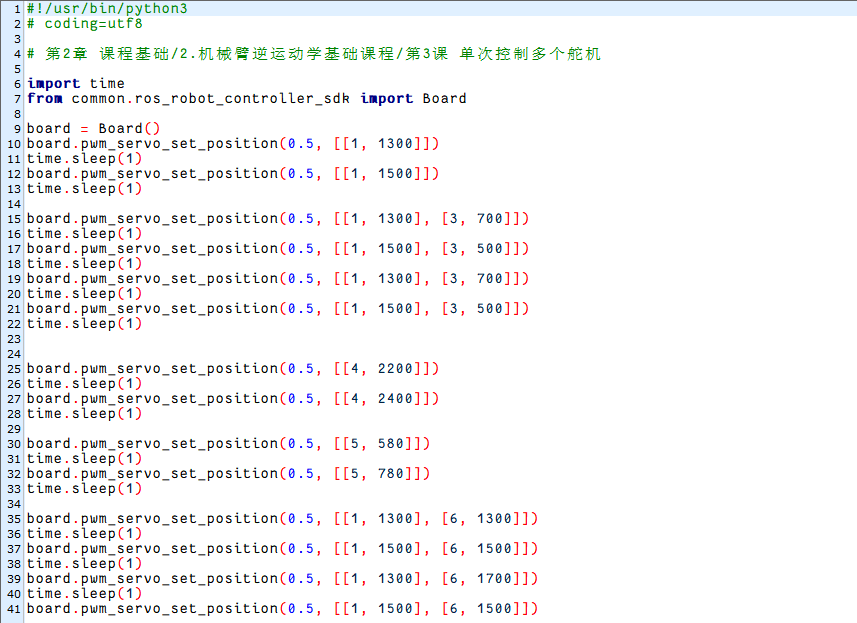 1 #!/usr/bin/python3
2 # coding=utf8
3
4 # 第2章 课程基础/2.机械臂逆运动学基础课程/第3课 单次控制多个舵机
5
6 import time
7 from common.ros_robot_controller_sdk import Board
8
9 board = Board()
10 board.pwm_servo_set_position(0.5, [[1, 1300]])
11 time.sleep(1)
12 board.pwm_servo_set_position(0.5, [[1, 1500]])
13 time.sleep(1)
14
15 board.pwm_servo_set_position(0.5, [[1, 1300], [3, 700]])
16 time.sleep(1)
17 board.pwm_servo_set_position(0.5, [[1, 1500], [3, 500]])
18 time.sleep(1)
19 board.pwm_servo_set_position(0.5, [[1, 1300], [3, 700]])
20 time.sleep(1)
21 board.pwm_servo_set_position(0.5, [[1, 1500], [3, 500]])
22 time.sleep(1)
23
24
25 board.pwm_servo_set_position(0.5, [[4, 2200]])
26 time.sleep(1)
27 board.pwm_servo_set_position(0.5, [[4, 2400]])
28 time.sleep(1)
29
30 board.pwm_servo_set_position(0.5, [[5, 580]])
31 time.sleep(1)
32 board.pwm_servo_set_position(0.5, [[5, 780]])
33 time.sleep(1)
34
35 board.pwm_servo_set_position(0.5, [[1, 1300], [6, 1300]])
36 time.sleep(1)
37 board.pwm_servo_set_position(0.5, [[1, 1500], [6, 1500]])
38 time.sleep(1)
39 board.pwm_servo_set_position(0.5, [[1, 1300], [6, 1700]])
40 time.sleep(1)
41 board.pwm_servo_set_position(0.5, [[1, 1500], [6, 1500]])